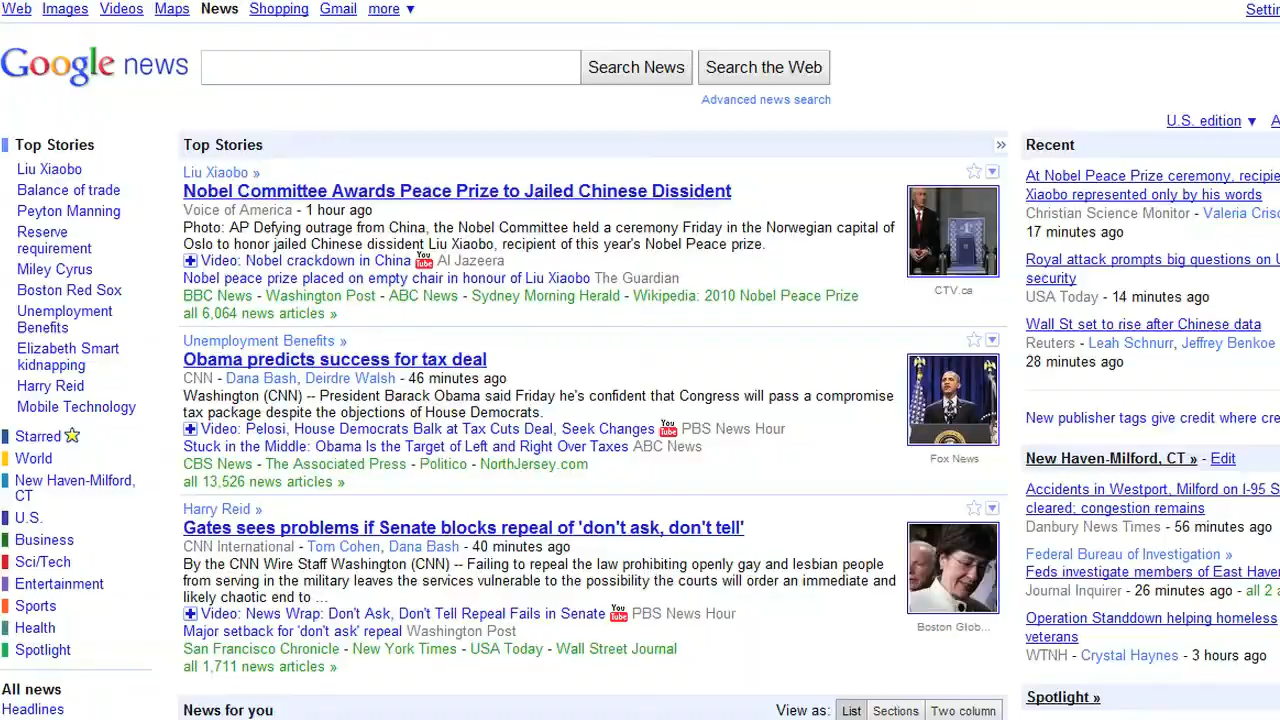 Web Images Videos Maps News Shopping Gmail more ▼
Google news
Search News
Search the Web
Advanced news search
U.S. edition ▼
Top Stories
Liu Xiaobo
Balance of trade
Peyton Manning
Reserve
requirement
Miley Cyrus
Boston Red Sox
Unemployment
Benefits
Elizabeth Smart
kidnapping
Harry Reid
Mobile Technology
Starred
World
New Haven-Milford,
CT
U.S.
Business
Sci/Tech
Entertainment
Sports
Health
Spotlight
All news
Headlines
Top Stories »
Liu Xiaobo »
Nobel Committee Awards Peace Prize to Jailed Chinese Dissident
Voice of America - 1 hour ago
Photo: AP Defying outrage from China, the Nobel Committee held a ceremony Friday in the Norwegian capital of
Oslo to honor jailed Chinese dissident Liu Xiaobo, recipient of this year's Nobel Peace prize.
Video: Nobel crackdown in China You Tube Al Jazeera
Nobel peace prize placed on empty chair in honour of Liu Xiaobo The Guardian
BBC News - Washington Post - ABC News - Sydney Morning Herald - Wikipedia: 2010 Nobel Peace Prize
all 6,064 news articles »
CTV.ca
Unemployment Benefits »
Obama predicts success for tax deal
CNN - Dana Bash, Deirdre Walsh - 46 minutes ago
Washington (CNN) -- President Barack Obama said Friday he's confident that Congress will pass a compromise
tax package despite the objections of House Democrats.
Video: Pelosi, House Democrats Balk at Tax Cuts Deal, Seek Changes You Tube PBS News Hour
Stuck in the Middle: Obama Is the Target of Left and Right Over Taxes ABC News
CBS News - The Associated Press - Politico - NorthJersey.com
all 13,526 news articles »
Fox News
Harry Reid »
Gates sees problems if Senate blocks repeal of 'don't ask, don't tell'
CNN International - Tom Cohen, Dana Bash - 40 minutes ago
By the CNN Wire Staff Washington (CNN) -- Failing to repeal the law prohibiting openly gay and lesbian people
from serving in the military leaves the services vulnerable to the possibility the courts will order an immediate and
likely chaotic end to ...
Video: News Wrap: Don't Ask, Don't Tell Repeal Fails in Senate You Tube PBS News Hour
Major setback for 'don't ask' repeal Washington Post
San Francisco Chronicle - New York Times - USA Today - Wall Street Journal
all 1,711 news articles »
Boston Glob...
News for you
View as: List Sections Two column
Recent
At Nobel Peace Prize ceremony,
Xiaobo represented only by his words
Christian Science Monitor - Valeria
17 minutes ago
Royal attack prompts big questions on
security
USA Today - 14 minutes ago
Wall St set to rise after Chinese data
Reuters - Leah Schnurr, Jeffrey Benkoe
28 minutes ago
New publisher tags give credit where
New Haven-Milford, CT » - Edit
Accidents in Westport, Milford on I-95
cleared; congestion remains
Danbury News Times - 56 minutes ago
Federal Bureau of Investigation »
Feds investigate members of East
Journal Inquirer - 26 minutes ago - all 2
Operation Standdown helping homeless
veterans
WTNH - Crystal Haynes - 3 hours ago
Spotlight »